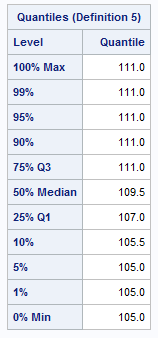 Quantiles (Definition 5)
Level Quantile
100% Max 111.0
99% 111.0
95% 111.0
90% 111.0
75% Q3 111.0
50% Median 109.5
25% Q1 107.0
10% 105.5
5% 105.0
1% 105.0
0% Min 105.0